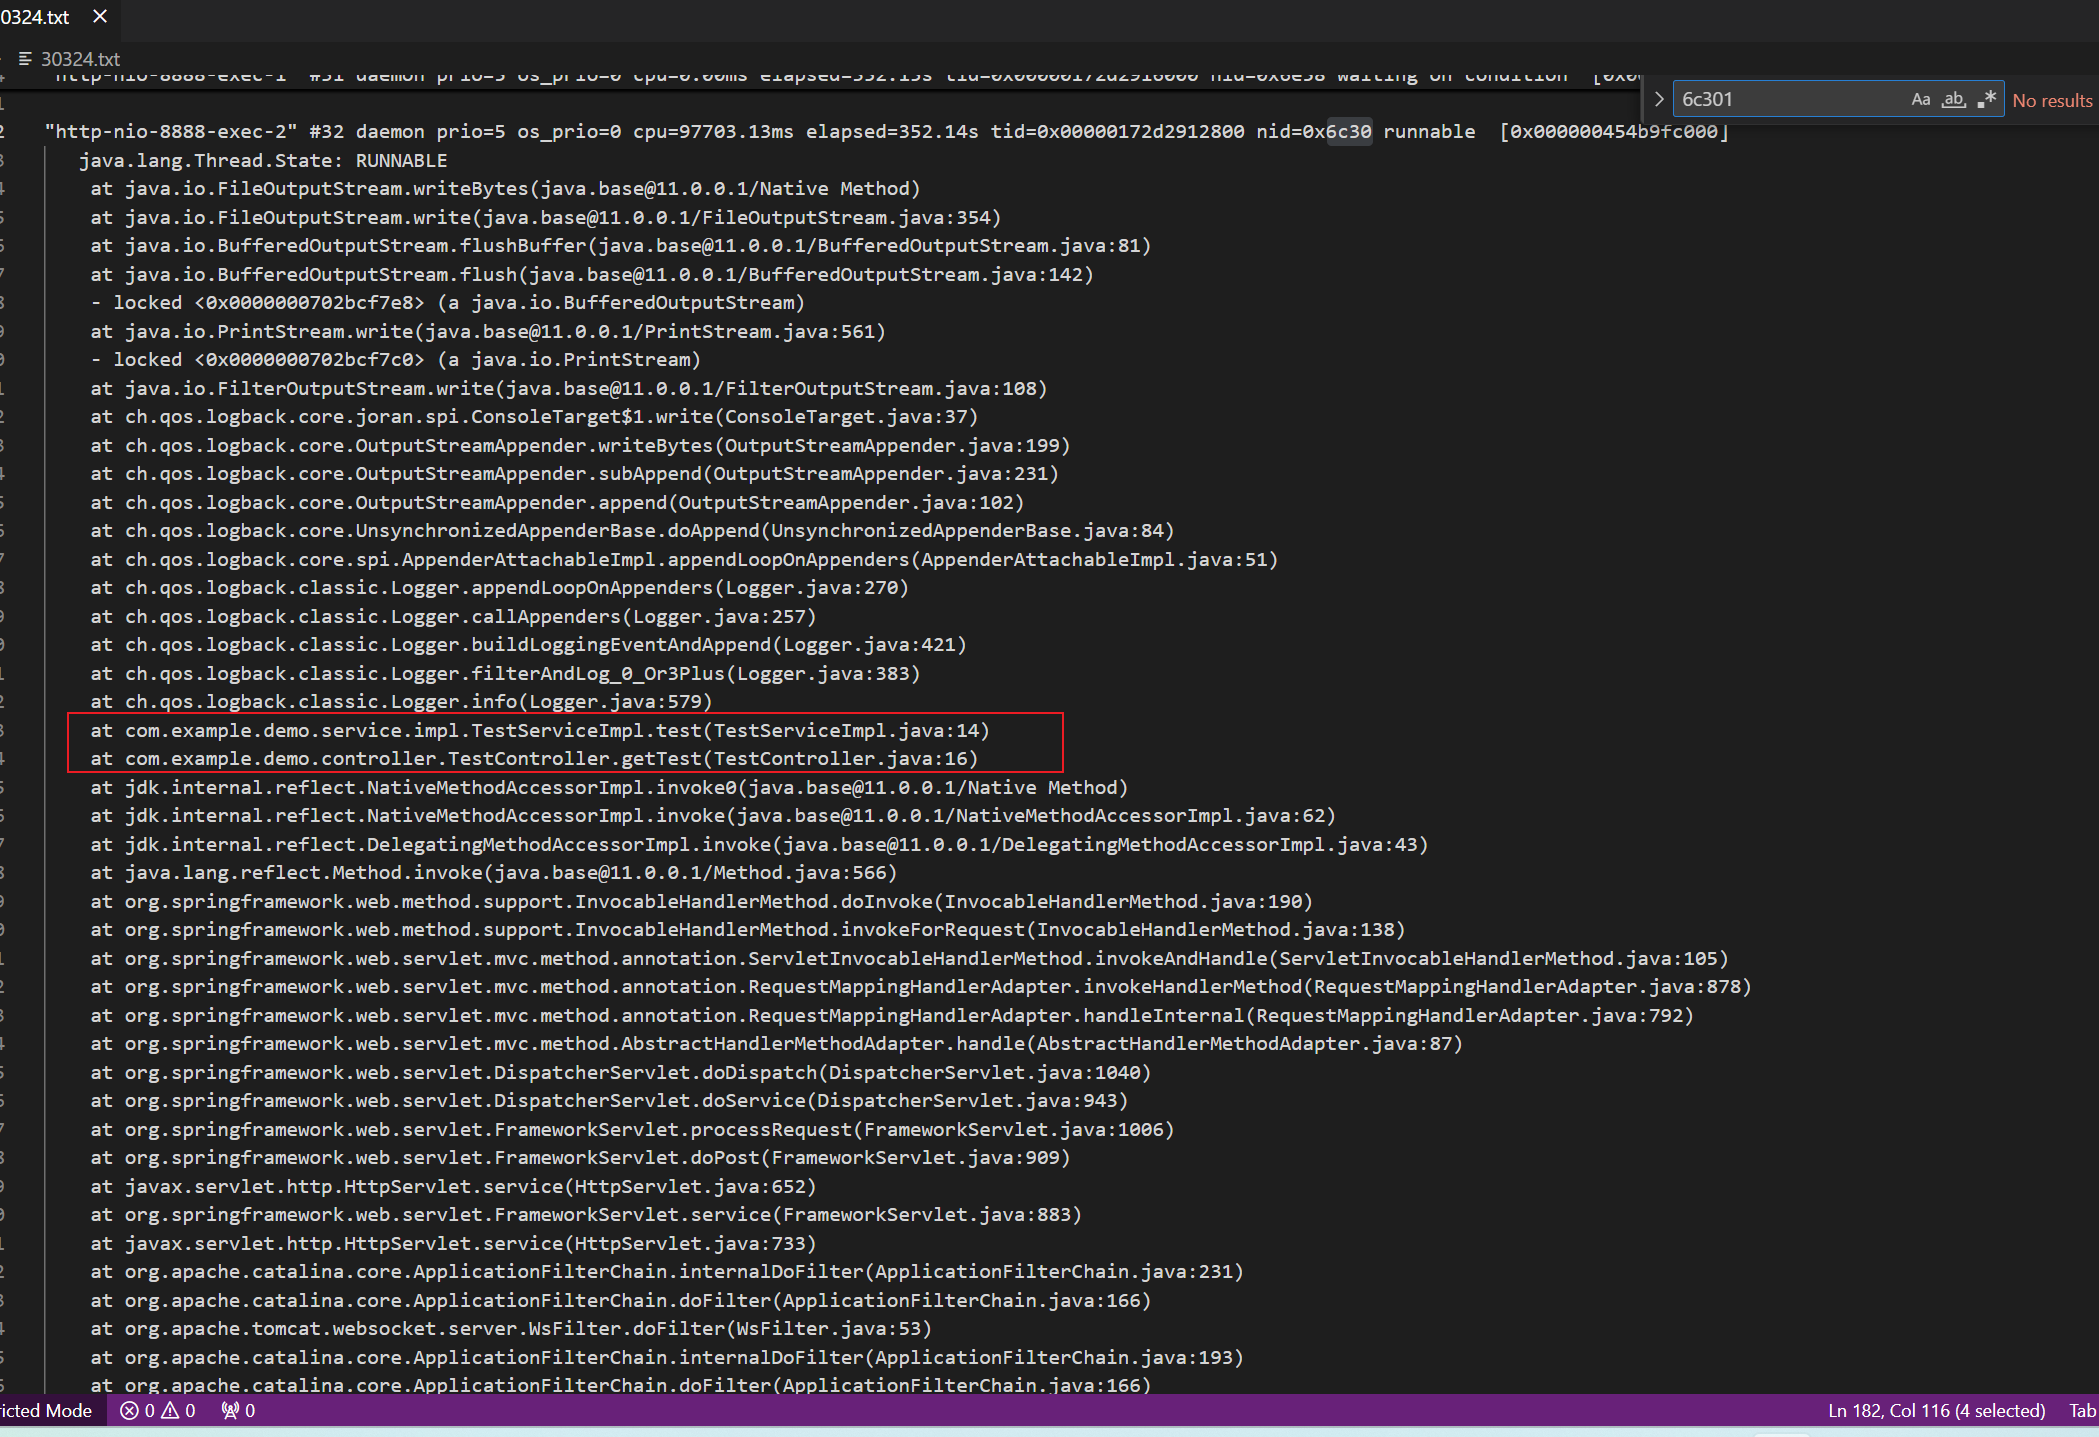 0324.txt ×
30324.txt
"http-nio-8888-exec-1" #31 daemon prio=5 os_prio=0 cpu=0.00ms elapsed=352.15s tid=0x00000172d2916000 nid=0x6e58 waiting on condition [0x0
6c301 Aa ab .* No results
"http-nio-8888-exec-2" #32 daemon prio=5 os_prio=0 cpu=97703.13ms elapsed=352.14s tid=0x00000172d2912800 nid=0x6c30 runnable [0x000000454b9fc000]
java.lang.Thread.State: RUNNABLE
at java.io.FileOutputStream.writeBytes(java.base@11.0.0.1/Native Method)
at java.io.FileOutputStream.write(java.base@11.0.0.1/FileOutputStream.java:354)
at java.io.BufferedOutputStream.flushBuffer(java.base@11.0.0.1/BufferedOutputStream.java:81)
at java.io.BufferedOutputStream.flush(java.base@11.0.0.1/BufferedOutputStream.java:142)
- locked <0x0000000702bcf7e8> (a java.io.BufferedOutputStream)
at java.io.PrintStream.write(java.base@11.0.0.1/PrintStream.java:561)
- locked <0x0000000702bcf7c0> (a java.io.PrintStream)
at java.io.FilterOutputStream.write(java.base@11.0.0.1/FilterOutputStream.java:108)
at ch.qos.logback.core.joran.spi.ConsoleTarget$1.write(ConsoleTarget.java:37)
at ch.qos.logback.core.OutputStreamAppender.writeBytes(OutputStreamAppender.java:199)
at ch.qos.logback.core.OutputStreamAppender.subAppend(OutputStreamAppender.java:231)
at ch.qos.logback.core.OutputStreamAppender.append(OutputStreamAppender.java:102)
at ch.qos.logback.core.UnsynchronizedAppenderBase.doAppend(UnsynchronizedAppenderBase.java:84)
at ch.qos.logback.core.spi.AppenderAttachableImpl.appendLoopOnAppenders(AppenderAttachableImpl.java:51)
at ch.qos.logback.classic.Logger.appendLoopOnAppenders(Logger.java:270)
at ch.qos.logback.classic.Logger.callAppenders(Logger.java:257)
at ch.qos.logback.classic.Logger.buildLoggingEventAndAppend(Logger.java:421)
at ch.qos.logback.classic.Logger.filterAndLog_0_Or3Plus(Logger.java:383)
at ch.qos.logback.classic.Logger.info(Logger.java:579)
at com.example.demo.service.impl.TestServiceImpl.test(TestServiceImpl.java:14)
at com.example.demo.controller.TestController.getTest(TestController.java:16)
at jdk.internal.reflect.NativeMethodAccessorImpl.invoke0(java.base@11.0.0.1/Native Method)
at jdk.internal.reflect.NativeMethodAccessorImpl.invoke(java.base@11.0.0.1/NativeMethodAccessorImpl.java:62)
at jdk.internal.reflect.DelegatingMethodAccessorImpl.invoke(java.base@11.0.0.1/DelegatingMethodAccessorImpl.java:43)
at java.lang.reflect.Method.invoke(java.base@11.0.0.1/Method.java:566)
at org.springframework.web.method.support.InvocableHandlerMethod.doInvoke(InvocableHandlerMethod.java:190)
at org.springframework.web.method.support.InvocableHandlerMethod.invokeForRequest(InvocableHandlerMethod.java:138)
at org.springframework.web.servlet.mvc.method.annotation.ServletInvocableHandlerMethod.invokeAndHandle(ServletInvocableHandlerMethod.java:105)
at org.springframework.web.servlet.mvc.method.annotation.RequestMappingHandlerAdapter.invokeHandlerMethod(RequestMappingHandlerAdapter.java:878)
at org.springframework.web.servlet.mvc.method.annotation.RequestMappingHandlerAdapter.handleInternal(RequestMappingHandlerAdapter.java:792)
at org.springframework.web.servlet.mvc.method.AbstractHandlerMethodAdapter.handle(AbstractHandlerMethodAdapter.java:87)
at org.springframework.web.servlet.DispatcherServlet.doDispatch(DispatcherServlet.java:1040)
at org.springframework.web.servlet.DispatcherServlet.doService(DispatcherServlet.java:943)
at org.springframework.web.servlet.FrameworkServlet.processRequest(FrameworkServlet.java:1006)
at org.springframework.web.servlet.FrameworkServlet.doPost(FrameworkServlet.java:909)
at javax.servlet.http.HttpServlet.service(HttpServlet.java:652)
at org.springframework.web.servlet.FrameworkServlet.service(FrameworkServlet.java:883)
at javax.servlet.http.HttpServlet.service(HttpServlet.java:733)
at org.apache.catalina.core.ApplicationFilterChain.internalDoFilter(ApplicationFilterChain.java:231)
at org.apache.catalina.core.ApplicationFilterChain.doFilter(ApplicationFilterChain.java:166)
at org.apache.tomcat.websocket.server.WsFilter.doFilter(WsFilter.java:53)
at org.apache.catalina.core.ApplicationFilterChain.internalDoFilter(ApplicationFilterChain.java:193)
at org.apache.catalina.core.ApplicationFilterChain.doFilter(ApplicationFilterChain.java:166)
icted Mode 0 0 0 Ln 182, Col 116 (4 selected) Tab